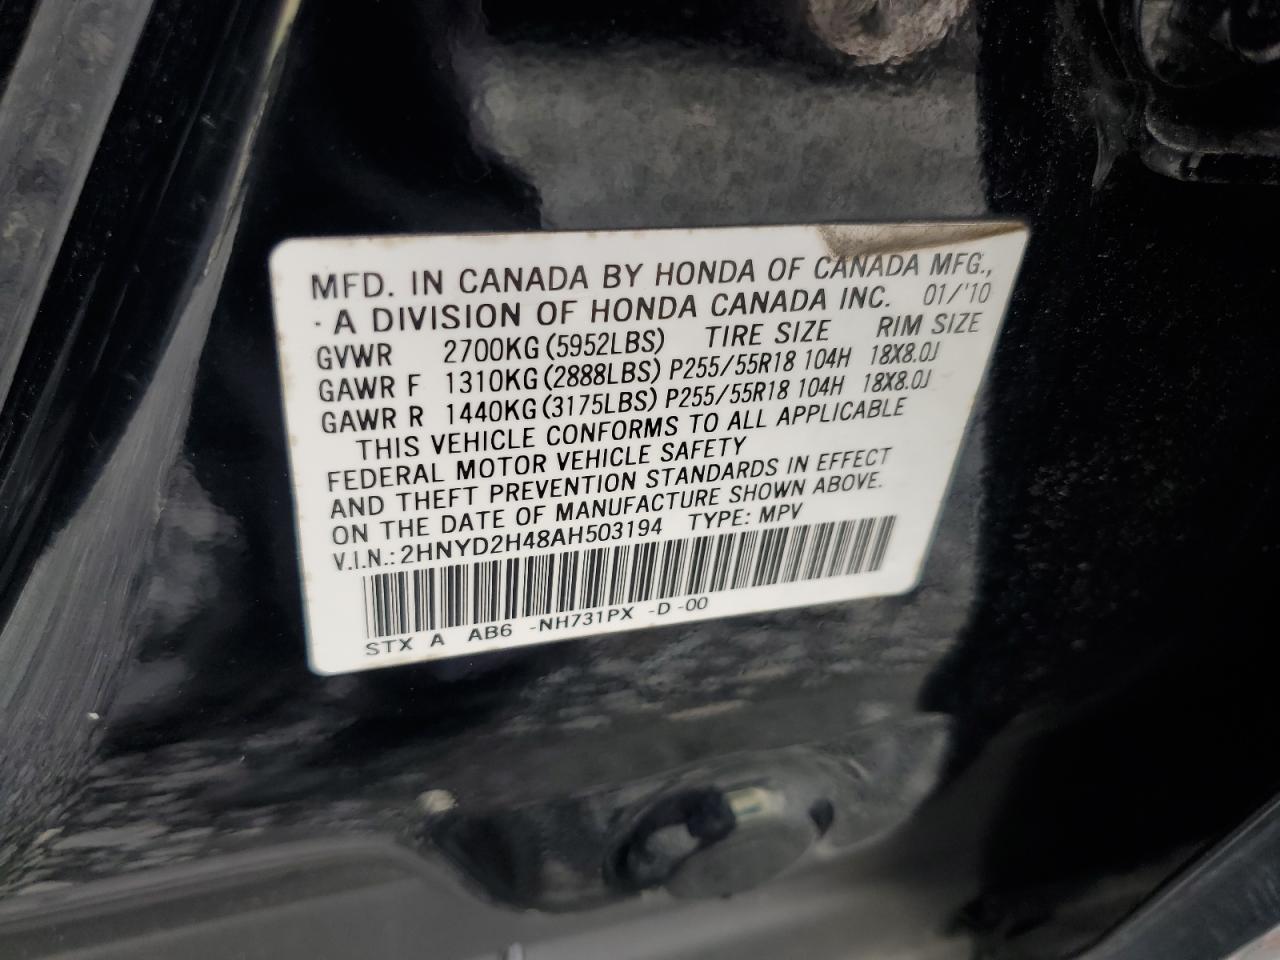 MFD. IN CANADA BY HONDA OF CANADA MFG.,
· A DIVISION OF HONDA CANADA INC. 01/'10
GVWR 2700KG (5952LBS) TIRE SIZE RIM SIZE
GAWR F 1310KG (2888LBS) P255/55R18 104H 18X8.0J
GAWR R 1440KG (3175LBS) P255/55R18 104H 18X8.0J
THIS VEHICLE CONFORMS TO ALL APPLICABLE
FEDERAL MOTOR VEHICLE SAFETY
AND THEFT PREVENTION STANDARDS IN EFFECT
ON THE DATE OF MANUFACTURE SHOWN ABOVE.
V.I.N.: 2HNYD2H48AH503194 TYPE: MPV
STX A AB6 -NH731PX -D -00